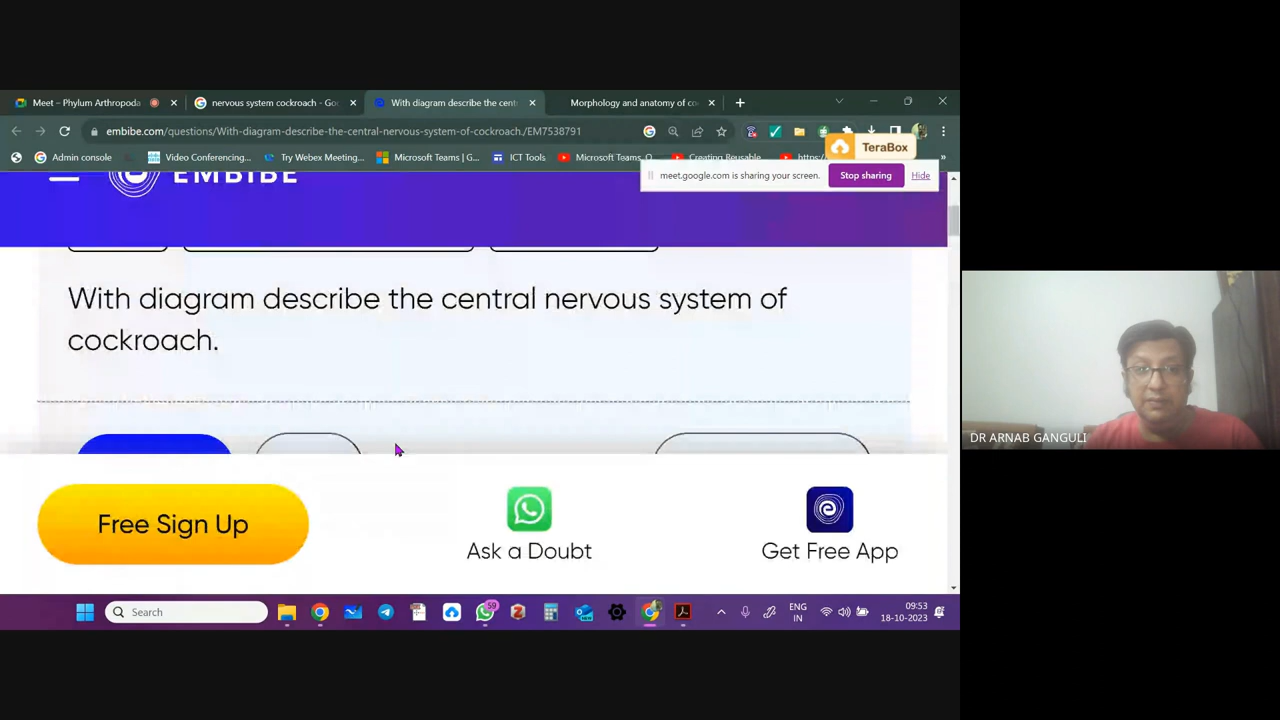 Meet – Phylum Arthropoda
nervous system cockroach - Go
With diagram describe the cent
Morphology and anatomy of co
embibe.com/questions/With-diagram-describe-the-central-nervous-system-of-cockroach/EM7538791
Admin console
Video Conferencing...
Try Webex Meeting...
Microsoft Teams | G...
ICT Tools
Microsoft Teams
Creating Reusable
https:
TeraBox
meet.google.com is sharing your screen.
Stop sharing
Hide
EMBIBE
With diagram describe the central nervous system of
cockroach.
Free Sign Up
Ask a Doubt
Get Free App
DR ARNAB GANGULI
Search
59
ENG
IN
09:53
18-10-2023